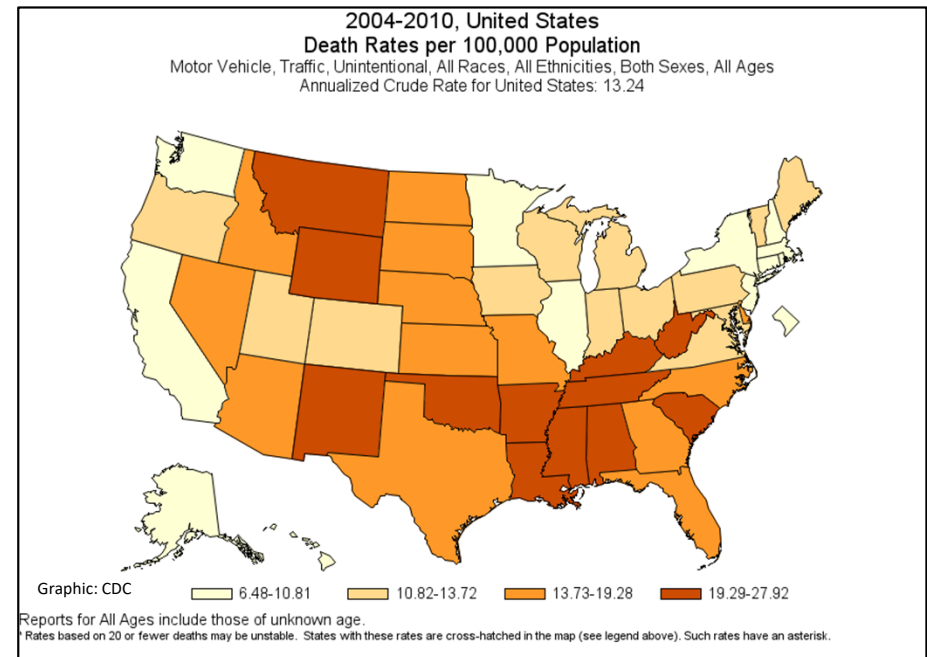 2004-2010, United States
Death Rates per 100,000 Population
Motor Vehicle, Traffic, Unintentional, All Races, All Ethnicities, Both Sexes, All Ages
Annualized Crude Rate for United States: 13.24
Graphic: CDC
6.48-10.81
10.82-13.72
13.73-19.28
19.29-27.92
Reports for All Ages include those of unknown age.
* Rates based on 20 or fewer deaths may be unstable. States with these rates are cross-hatched in the map (see legend above). Such rates have an asterisk.